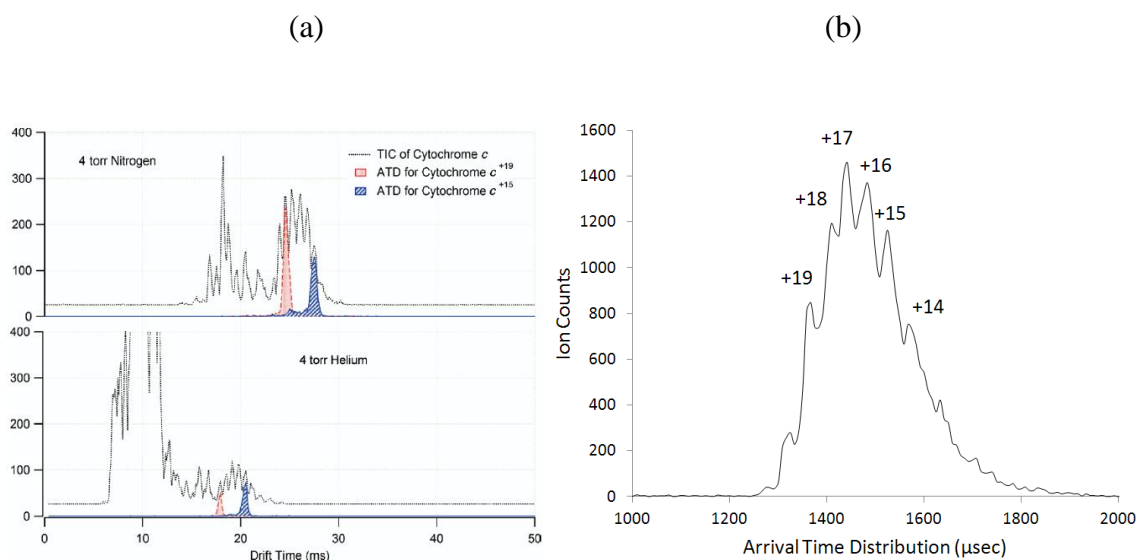 (a)
(b)
400
300
200
100
0
4 torr Nitrogen
TIC of Cytochrome c
ATD for Cytochrome c +19
ATD for Cytochrome c +15
400
300
200
100
0
4 torr Helium
0 10 20 30 40 50
Drift Time (ms)
1600
1400
1200
1000
800
600
400
200
0
Ion Counts
+17
+16
+18
+15
+19
+14
1000 1200 1400 1600 1800 2000
Arrival Time Distribution (µsec)